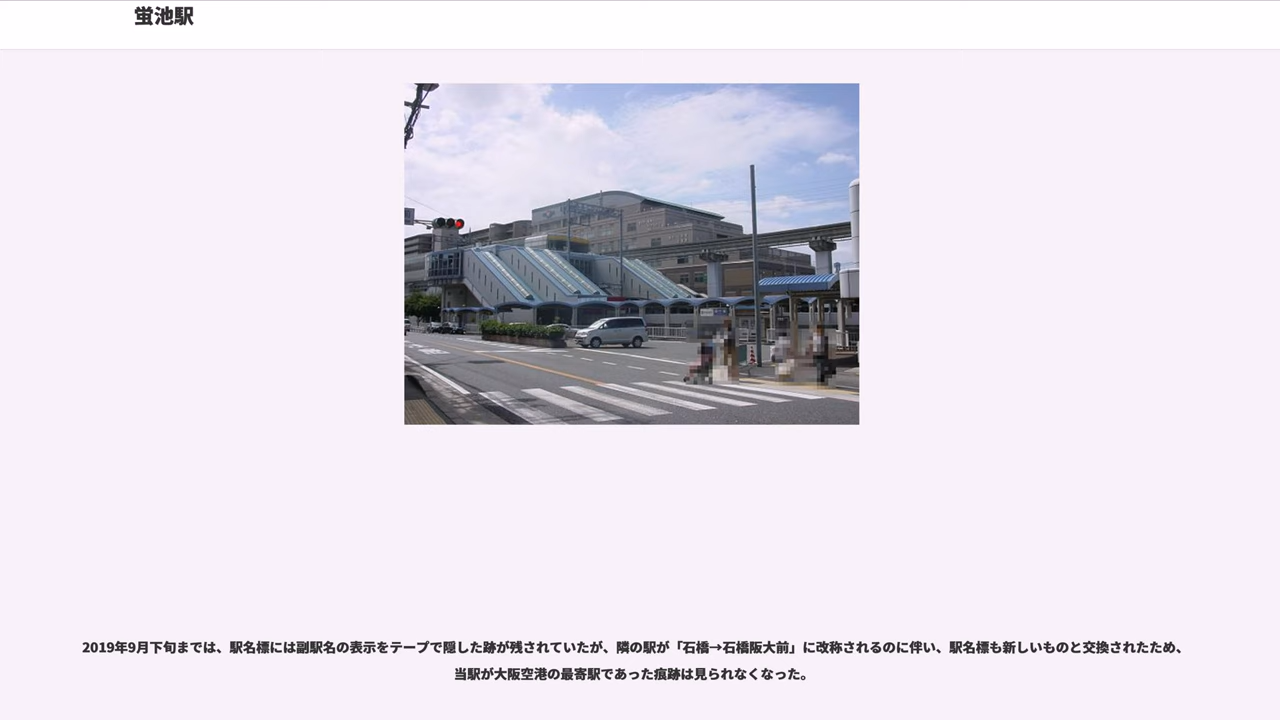 蛍池駅
2019年9月下旬までは、駅名標には副駅名の表示をテープで隠した跡が残されていたが、隣の駅が「石橋→石橋阪大前」に改称されるのに伴い、駅名標も新しいものと交換されたため、
当駅が大阪空港の最寄駅であった痕跡は見られなくなった。